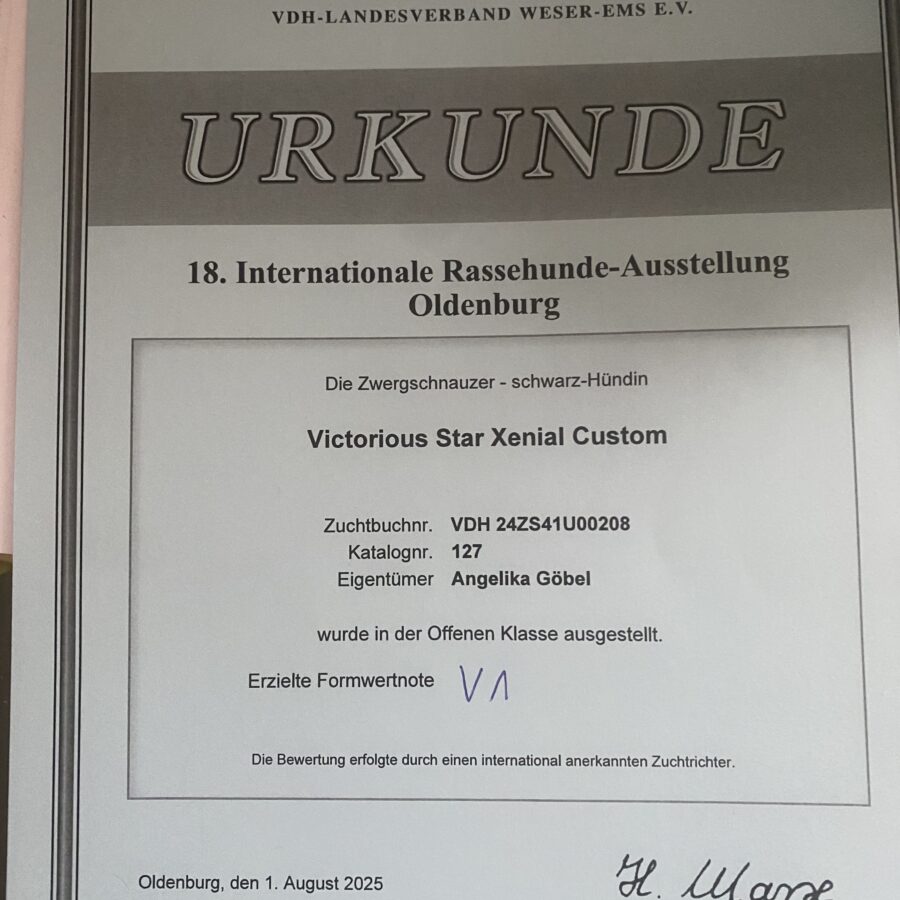 VDH-LANDESVERBAND WESER-EMS E.V.
URKUNDE
18. Internationale Rassehunde-Ausstellung
Oldenburg
Die Zwergschnauzer - schwarz-Hündin
Victorious Star Xenial Custom
Zuchtbuchnr. VDH 24ZS41U00208
Katalognr. 127
Eigentümer Angelika Göbel
wurde in der Offenen Klasse ausgestellt.
Erzielte Formwertnote V1
Die Bewertung erfolgte durch einen international anerkannten Zuchtrichter.
Oldenburg, den 1. August 2025
H.